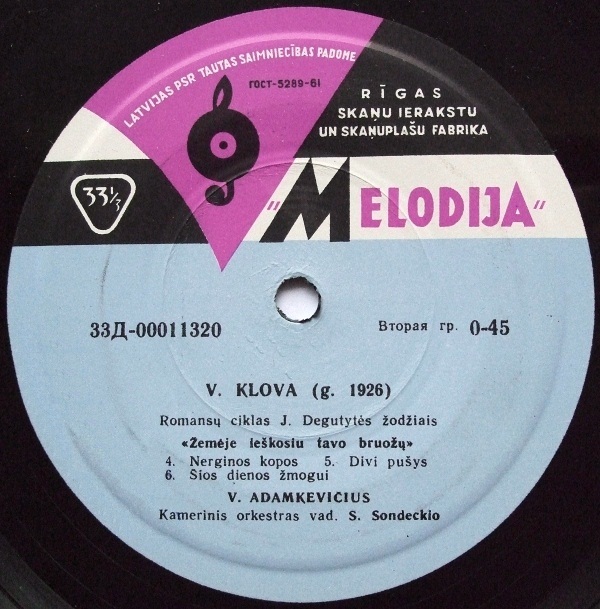 LATVIJAS PSR TAUTAS SAIMNIECĪBAS PADOME
ГОСТ-5289-61
RĪGAS
SKAŅU IERAKSTU
UN SKAŅUPLAŠU FABRIKA
33⅓
"MELODIJA"
33Д-00011320
Вторая гр. 0-45
V. KLOVA (g. 1926)
Romansų ciklas J. Degutytės žodžiais
«Žemėje ieškosiu tavo bruožų»
4. Nerginos kopos 5. Divi pušys
6. Šios dienos žmogui
V. ADAMKEVIČIUS
Kamerinis orkestras vad. S. Sondeckio